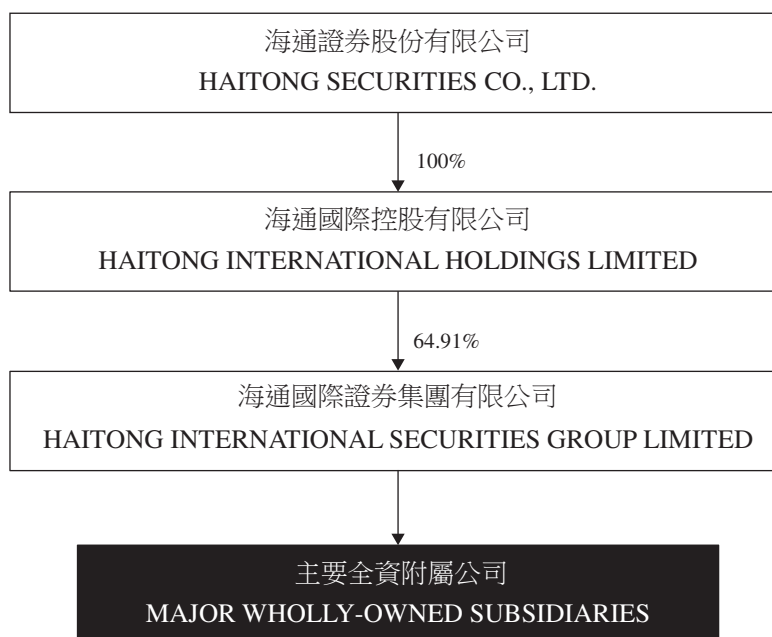 海通證券股份有限公司
HAITONG SECURITIES CO., LTD.
100%
海通國際控股有限公司
HAITONG INTERNATIONAL HOLDINGS LIMITED
64.91%
海通國際證券集團有限公司
HAITONG INTERNATIONAL SECURITIES GROUP LIMITED
主要全資附屬公司
MAJOR WHOLLY-OWNED SUBSIDIARIES